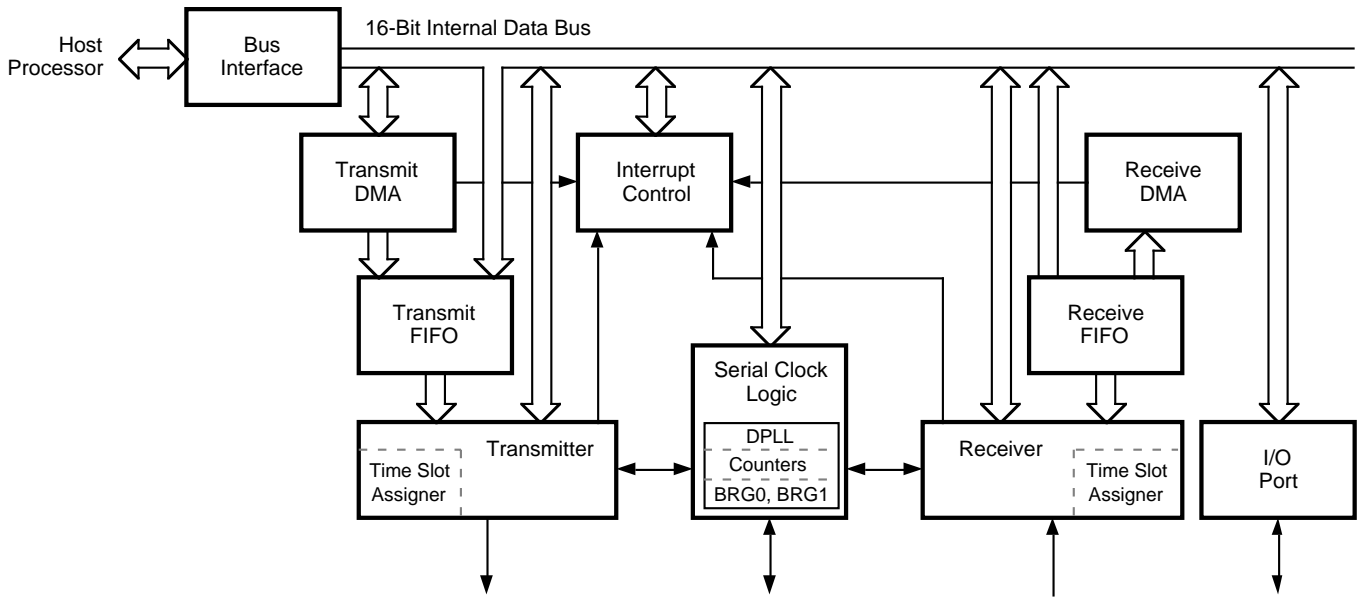 16-Bit Internal Data Bus
Host
Processor
Bus
Interface
Transmit
DMA
Interrupt
Control
Receive
DMA
Transmit
FIFO
Receive
FIFO
Serial Clock
Logic
DPLL
Counters
BRG0, BRG1
Transmitter
Time Slot
Assigner
Receiver
Time Slot
Assigner
I/O
Port